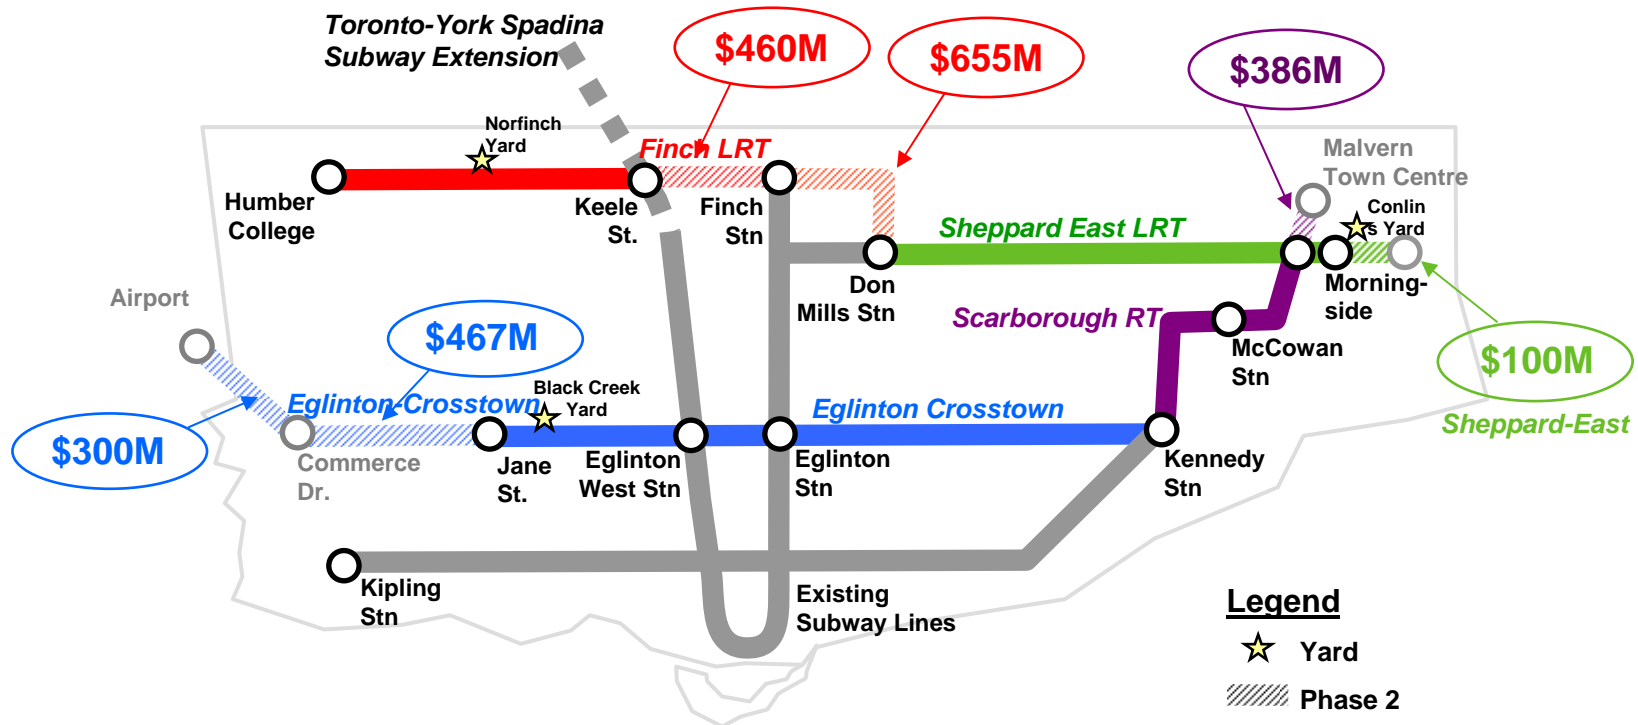 Toronto-York Spadina
Subway Extension
$460M
$655M
$386M
Norfinch
Yard
Finch LRT
Malvern
Town Centre
Humber
College
Keele
St.
Finch
Stn
Sheppard East LRT
Conlin
s Yard
Don
Mills Stn
Morning-
side
Airport
Scarborough RT
McCowan
Stn
$467M
$100M
Sheppard-East
Black Creek
Yard
Eglinton-Crosstown
Eglinton Crosstown
$300M
Commerce
Dr.
Jane
St.
Eglinton
West Stn
Eglinton
Stn
Kennedy
Stn
Kipling
Stn
Existing
Subway Lines
Legend
Yard
Phase 2